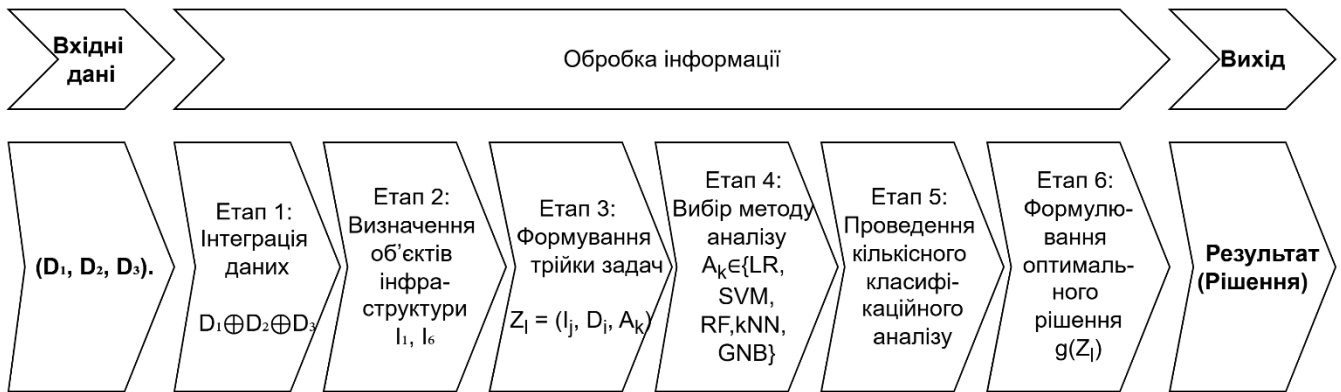 Вхідні
дані
Обробка інформації
Вихід
(D₁, D₂, D₃).
Етап 1:
Інтеграція
даних
D₁⊕D₂⊕D₃
Етап 2:
Визначення
об’єктів
інфра-
структури
I₁, I₆
Етап 3:
Формування
трійки задач
Zₗ = (Iⱼ, Dᵢ, Aₖ)
Етап 4:
Вибір методу
аналізу
Aₖ∈{LR,
SVM,
RF,kNN,
GNB}
Етап 5:
Проведення
кількісного
класифі-
каційного
аналізу
Етап 6:
Формулю-
вання
оптималь-
ного
рішення
g(Zₗ)
Результат
(Рішення)